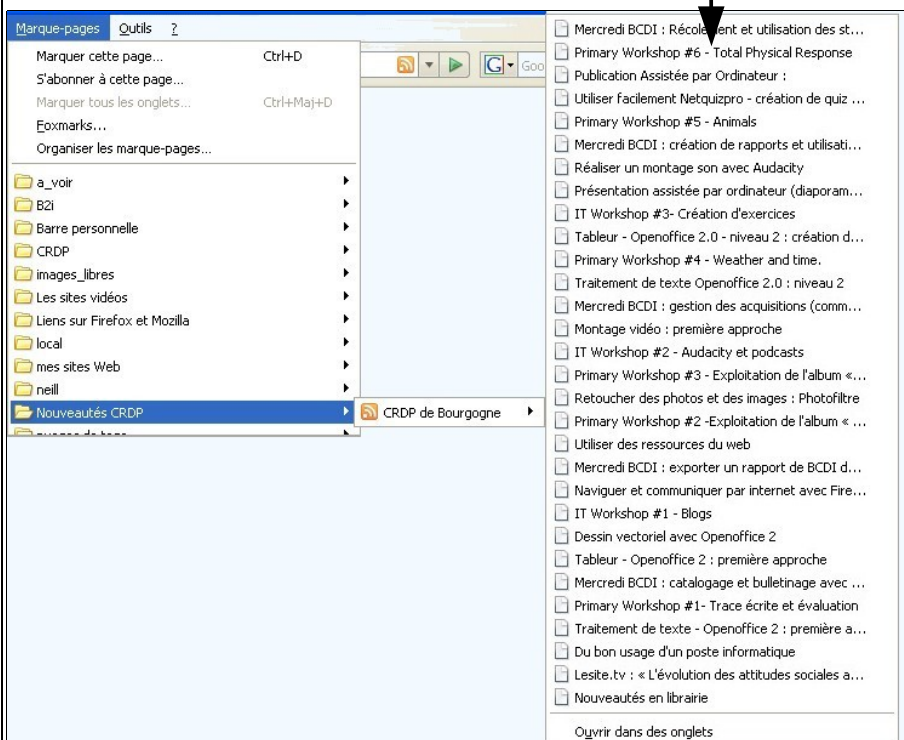 Marque-pages Outils ?
Marquer cette page... Ctrl+D
S'abonner à cette page...
Marquer tous les onglets... Ctrl+Maj+D
Foxmarks...
Organiser les marque-pages...
a_voir
B2i
Barre personnelle
CRDP
images_libres
Les sites vidéos
Liens sur Firefox et Mozilla
local
mes sites Web
neill
Nouveautés CRDP
G Goo
CRDP de Bourgogne
Mercredi BCDI : Récolement et utilisation des st...
Primary Workshop #6 - Total Physical Response
Publication Assistée par Ordinateur :
Utiliser facilement Netquizpro - création de quiz ...
Primary Workshop #5 - Animals
Mercredi BCDI : création de rapports et utilisati...
Réaliser un montage son avec Audacity
Présentation assistée par ordinateur (diaporam...
IT Workshop #3- Création d'exercices
Tableur - Openoffice 2.0 - niveau 2 : création d...
Primary Workshop #4 - Weather and time.
Traitement de texte Openoffice 2.0 : niveau 2
Mercredi BCDI : gestion des acquisitions (comm...
Montage vidéo : première approche
IT Workshop #2 - Audacity et podcasts
Primary Workshop #3 - Exploitation de l'album «...
Retoucher des photos et des images : Photofiltre
Primary Workshop #2 -Exploitation de l'album « ...
Utiliser des ressources du web
Mercredi BCDI : exporter un rapport de BCDI d...
Naviguer et communiquer par internet avec Fire...
IT Workshop #1 - Blogs
Dessin vectoriel avec Openoffice 2
Tableur - Openoffice 2 : première approche
Mercredi BCDI : catalogage et bulletinage avec ...
Primary Workshop #1- Trace écrite et évaluation
Traitement de texte - Openoffice 2 : première a...
Du bon usage d'un poste informatique
Lesite.tv : « L'évolution des attitudes sociales a...
Nouveautés en librairie
Ouvrir dans des onglets